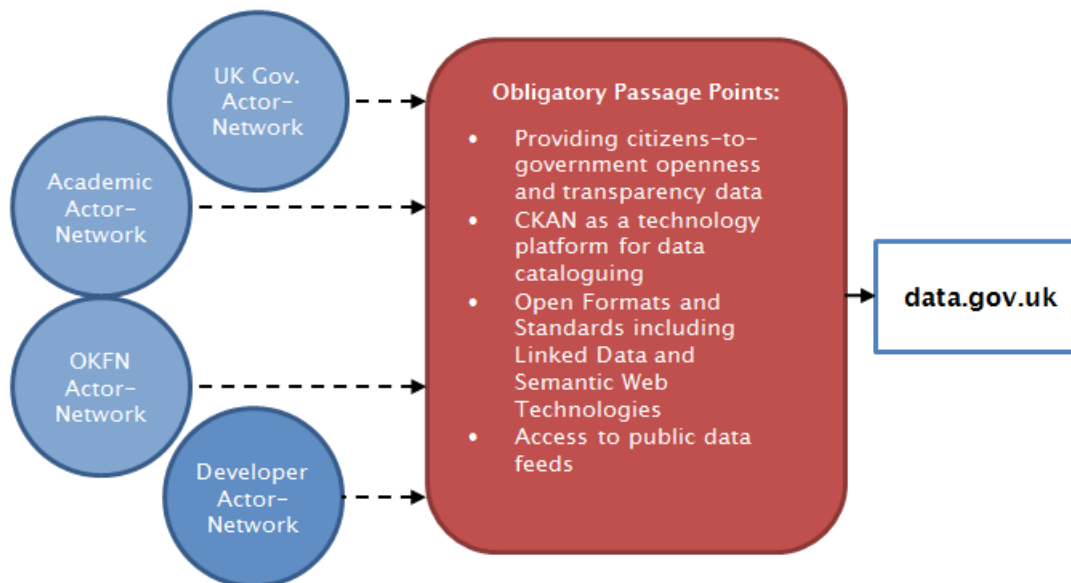 UK Gov.
Actor-
Network
Academic
Actor-
Network
OKFN
Actor-
Network
Developer
Actor-
Network
Obligatory Passage Points:
• Providing citizens-to-
government openness
and transparency data
• CKAN as a technology
platform for data
cataloguing
• Open Formats and
Standards including
Linked Data and
Semantic Web
Technologies
• Access to public data
feeds
data.gov.uk